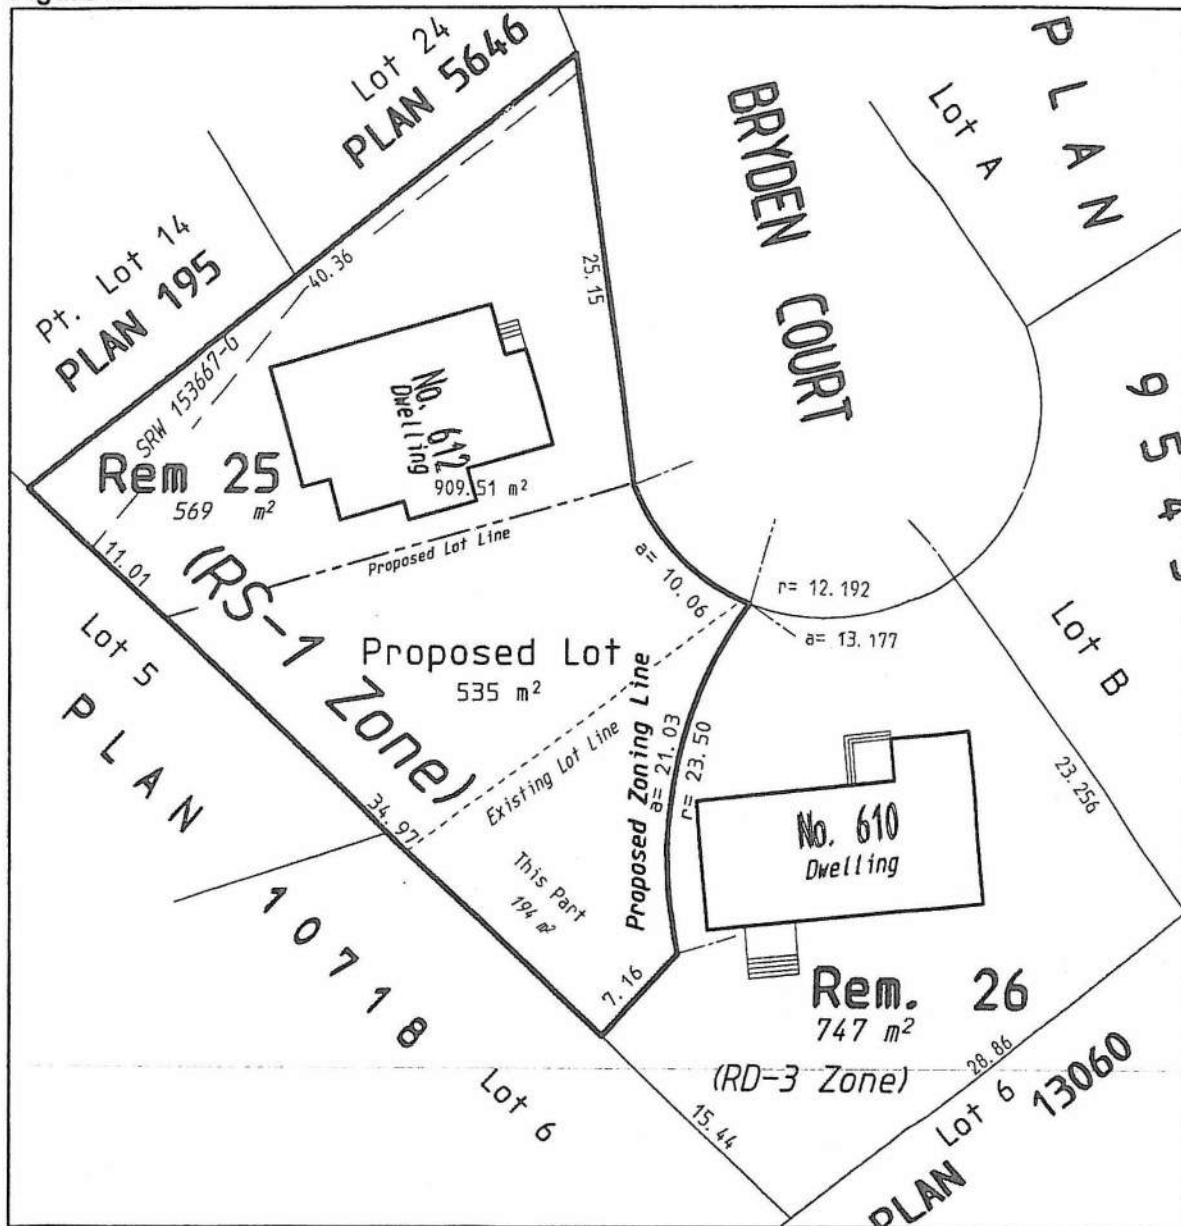 Lot 24
PLAN 5646
PLAN
Lot A
BRYDEN
COURT
Pt. Lot 14
PLAN 195
40.36
25.15
SRW 153667-G
No. 612
Dwelling
909.51 m²
Rem 25
569 m²
9543
Proposed Lot Line
11.01
(RS-1 Zone)
a= 10.06
r= 12.192
a= 13.177
Lot 5
Proposed Lot
535 m²
Lot B
PLAN
Existing Lot Line
Proposed Zoning Line
a= 21.03
r= 23.50
23.256
34.97
No. 610
Dwelling
This Part
194 m²
10718
7.16
Rem. 26
747 m²
(RD-3 Zone)
28.86
Lot 6
15.44
Lot 6
PLAN 13060